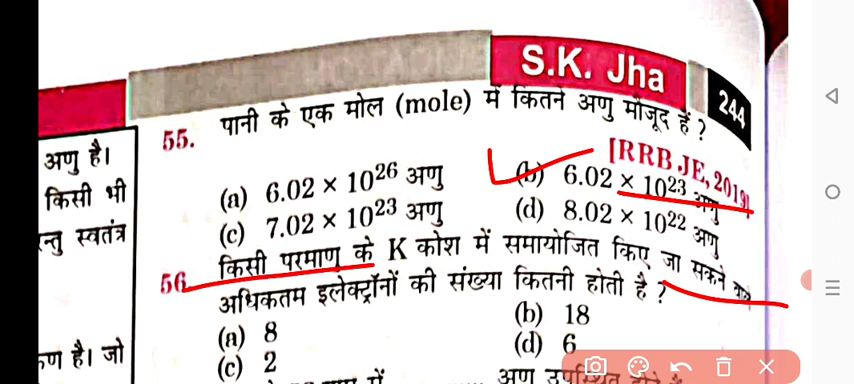 S.K. Jha
244
अणु है।
किसी भी
स्वतंत्र
है। जो
55. पानी के एक मोल (mole) में कितने अणु मौजूद हैं ?
[RRB JE, 2019]
(a) 6.02 × 10²⁶ अणु (b) 6.02 × 10²³ अणु
(c) 7.02 × 10²³ अणु (d) 8.02 × 10²² अणु
56 किसी परमाणु के K कोश में समायोजित किए जा सकने वाले
अधिकतम इलेक्ट्रॉनों की संख्या कितनी होती है ?
(a) 8 (b) 18
(c) 2 (d) 6
में अणु उपस्थित होते हैं